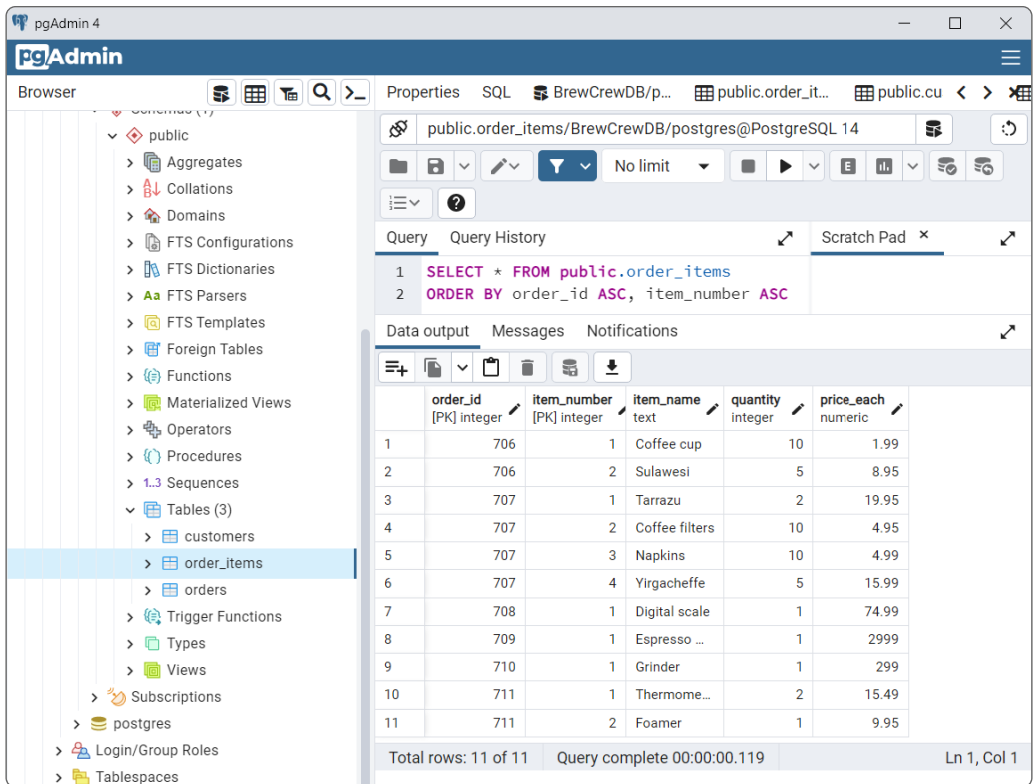 pgAdmin 4
pgAdmin
Browser
Properties SQL BrewCrewDB/p... public.order_it... public.cu
Schemas (1)
public
Aggregates
Collations
Domains
FTS Configurations
FTS Dictionaries
Aa FTS Parsers
FTS Templates
Foreign Tables
Functions
Materialized Views
Operators
Procedures
1..3 Sequences
Tables (3)
customers
order_items
orders
Trigger Functions
Types
Views
Subscriptions
postgres
Login/Group Roles
Tablespaces
public.order_items/BrewCrewDB/postgres@PostgreSQL 14
No limit
E
Query Query History
Scratch Pad
1 SELECT * FROM public.order_items
2 ORDER BY order_id ASC, item_number ASC
Data output Messages Notifications
order_id item_number item_name quantity price_each
[PK] integer [PK] integer text integer numeric
1 706 1 Coffee cup 10 1.99
2 706 2 Sulawesi 5 8.95
3 707 1 Tarrazu 2 19.95
4 707 2 Coffee filters 10 4.95
5 707 3 Napkins 10 4.99
6 707 4 Yirgacheffe 5 15.99
7 708 1 Digital scale 1 74.99
8 709 1 Espresso ... 1 2999
9 710 1 Grinder 1 299
10 711 1 Thermome... 2 15.49
11 711 2 Foamer 1 9.95
Total rows: 11 of 11 Query complete 00:00:00.119 Ln 1, Col 1